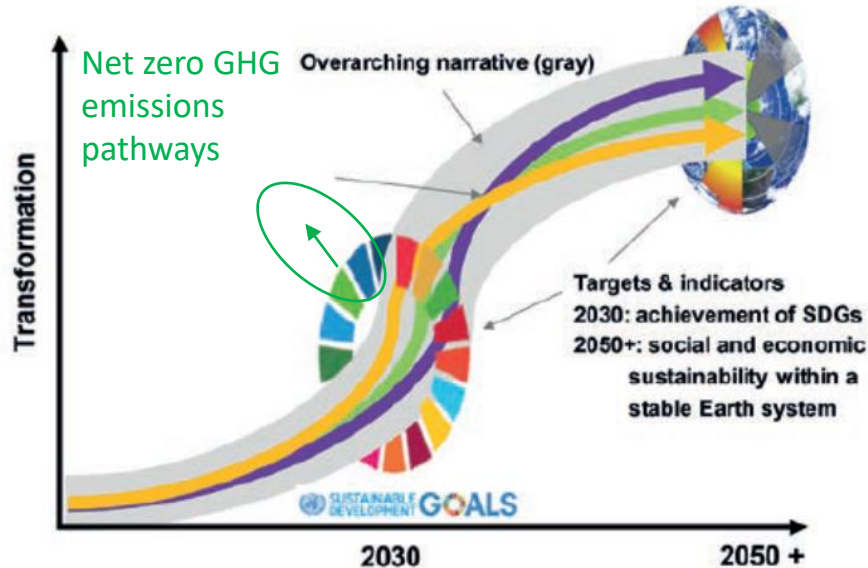 Net zero GHG
emissions
pathways
Overarching narrative (gray)
Transformation
Targets & indicators
2030: achievement of SDGs
2050+: social and economic
sustainability within a
stable Earth system
SUSTAINABLE
DEVELOPMENT
GOALS
2030
2050 +